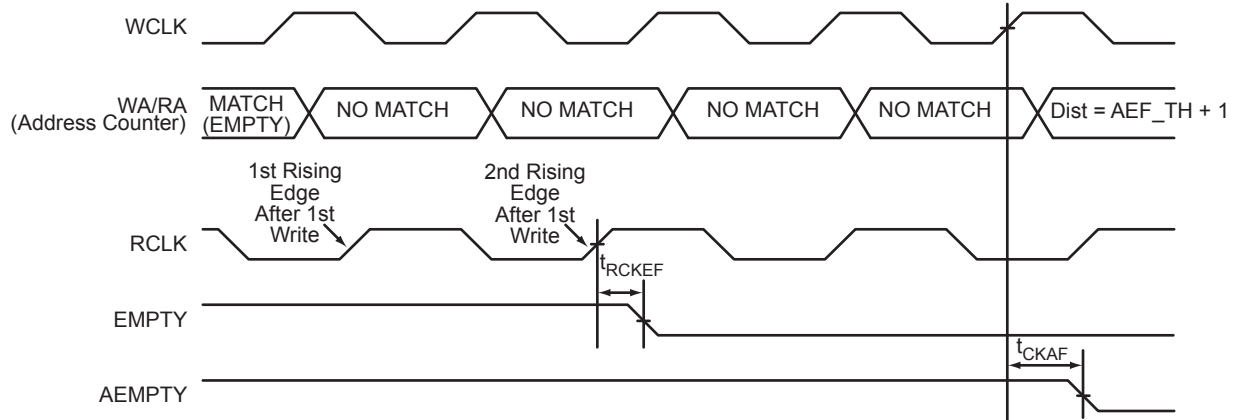 WCLK
WA/RA
(Address Counter)
MATCH
(EMPTY)
NO MATCH
NO MATCH
NO MATCH
NO MATCH
Dist = AEF_TH + 1
1st Rising
Edge
After 1st
Write
2nd Rising
Edge
After 1st
Write
RCLK
tRCKEF
EMPTY
tCKAF
AEMPTY